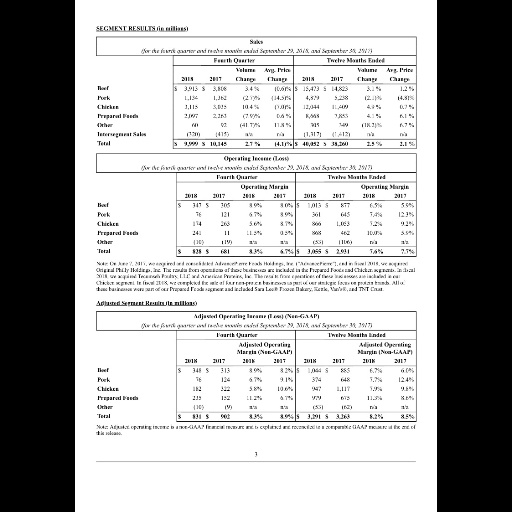 SEGMENT RESULTS (in millions)
Sales
(for the fourth quarter and twelve months ended September 29, 2018, and September 30, 2017)
Fourth Quarter Twelve Months Ended
Volume Avg. Price Volume Avg. Price
2018 2017 Change Change 2018 2017 Change Change
Beef $ 3,913 $ 3,808 3.4 % (0.6)% $ 15,473 $ 14,823 3.1 % 1.2 %
Pork 1,134 1,362 (2.7)% (14.5)% 4,879 5,238 (2.1)% (4.8)%
Chicken 3,115 3,035 10.4 % (7.0)% 12,044 11,409 4.9 % 0.7 %
Prepared Foods 2,097 2,263 (7.9)% 0.6 % 8,668 7,853 4.1 % 6.1 %
Other 60 92 (41.7)% 11.8 % 305 349 (18.2)% 6.7 %
Intersegment Sales (320) (415) n/a n/a (1,317) (1,412) n/a n/a
Total $ 9,999 $ 10,145 2.7 % (4.1)% $ 40,052 $ 38,260 2.5 % 2.1 %
Operating Income (Loss)
(for the fourth quarter and twelve months ended September 29, 2018, and September 30, 2017)
Fourth Quarter Twelve Months Ended
Operating Margin Operating Margin
2018 2017 2018 2017 2018 2017 2018 2017
Beef $ 347 $ 305 8.9% 8.0% $ 1,013 $ 877 6.5% 5.9%
Pork 76 121 6.7% 8.9% 361 645 7.4% 12.3%
Chicken 174 263 5.6% 8.7% 866 1,053 7.2% 9.2%
Prepared Foods 241 11 11.5% 0.5% 868 462 10.0% 5.9%
Other (10) (19) n/a n/a (53) (106) n/a n/a
Total $ 828 $ 681 8.3% 6.7% $ 3,055 $ 2,931 7.6% 7.7%
Note: On June 7, 2017, we acquired and consolidated AdvancePierre Foods Holdings, Inc. ("AdvancePierre"), and in fiscal 2018, we acquired
Original Philly Holdings, Inc. The results from operations of these businesses are included in the Prepared Foods and Chicken segments. In fiscal
2018, we acquired Tecumseh Poultry, LLC and American Proteins, Inc. The results from operations of these businesses are included in our
Chicken segment. In fiscal 2018, we completed the sale of four non-protein businesses as part of our strategic focus on protein brands. All of
these businesses were part of our Prepared Foods segment and included Sara Lee® Frozen Bakery, Kettle, Van's®, and TNT Crust.
Adjusted Segment Results (in millions)
Adjusted Operating Income (Loss) (Non-GAAP)
(for the fourth quarter and twelve months ended September 29, 2018, and September 30, 2017)
Fourth Quarter Twelve Months Ended
Adjusted Operating Adjusted Operating
Margin (Non-GAAP) Margin (Non-GAAP)
2018 2017 2018 2017 2018 2017 2018 2017
Beef $ 348 $ 313 8.9% 8.2% $ 1,044 $ 885 6.7% 6.0%
Pork 76 124 6.7% 9.1% 374 648 7.7% 12.4%
Chicken 182 322 5.8% 10.6% 947 1,117 7.9% 9.8%
Prepared Foods 235 152 11.2% 6.7% 979 675 11.3% 8.6%
Other (10) (9) n/a n/a (53) (62) n/a n/a
Total $ 831 $ 902 8.3% 8.9% $ 3,291 $ 3,263 8.2% 8.5%
Note: Adjusted operating income is a non-GAAP financial measure and is explained and reconciled to a comparable GAAP measure at the end of
this release.
3